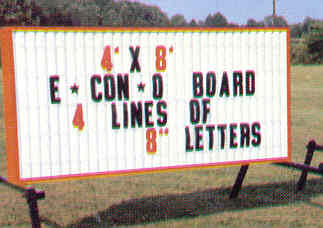 4' X 8'
E★CON★O BOARD
4 LINES OF
8" LETTERS